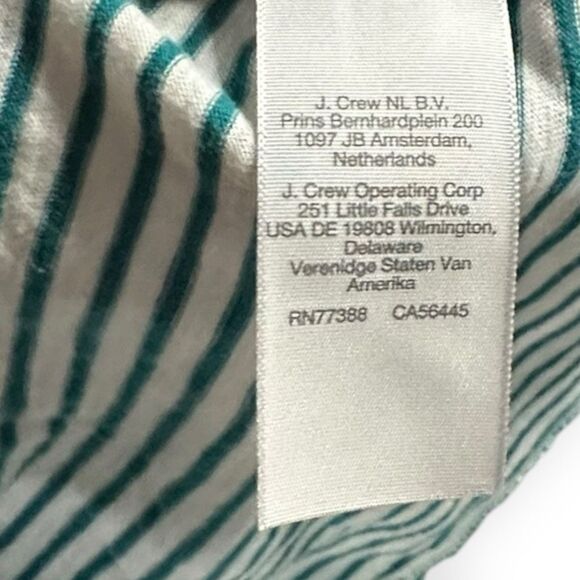 J. Crew NL B.V.
Prins Bernhardplein 200
1097 JB Amsterdam,
Netherlands
J. Crew Operating Corp
251 Little Falls Drive
USA DE 19808 Wilmington,
Delaware
Verenidge Staten Van
Amerika
RN77388 CA56445